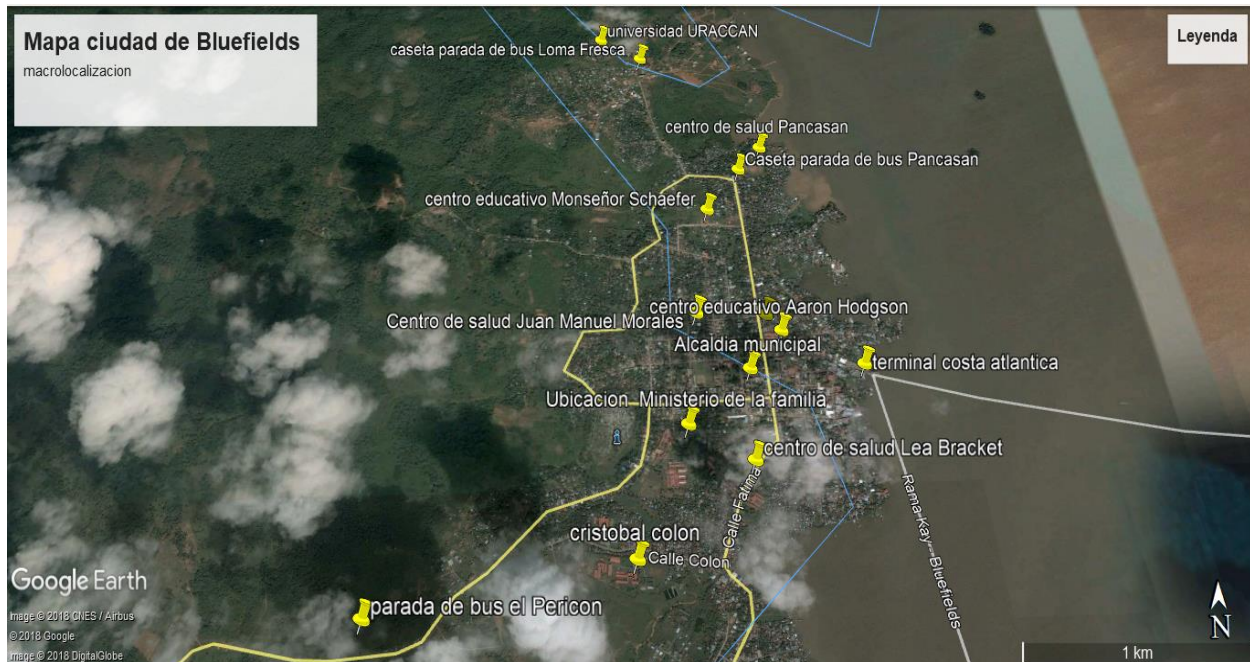 Mapa ciudad de Bluefields
macrolocalizacion
Leyenda
universidad URACCAN
caseta parada de bus Loma Fresca
centro de salud Pancasan
Caseta parada de bus Pancasan
centro educativo Monseñor Schaefer
centro educativo Aaron Hodgson
Centro de salud Juan Manuel Morales
Alcaldia municipal
terminal costa atlantica
Ubicacion Ministerio de la familia
centro de salud Lea Bracket
Calle Fatima
Rama Kay--Bluefields
cristobal colon
Calle Colon
parada de bus el Pericon
Google Earth
Image © 2018 CNES / Airbus
© 2018 Google
Image © 2018 DigitalGlobe
N
1 km